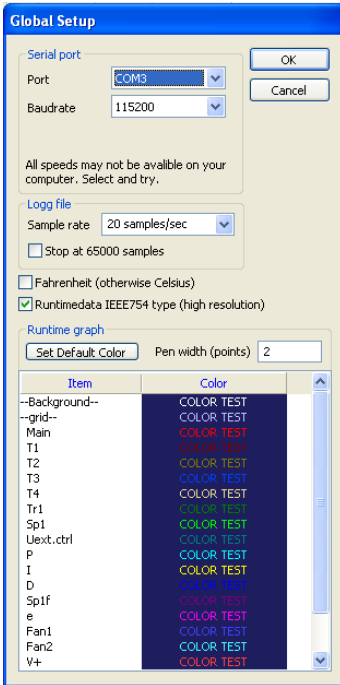 Global Setup
Serial port
OK
Port COM3
Cancel
Baudrate 115200
All speeds may not be avalible on your
computer. Select and try.
Logg file
Sample rate 20 samples/sec
Stop at 65000 samples
Fahrenheit (otherwise Celsius)
Runtimedata IEEE754 type (high resolution)
Runtime graph
Set Default Color Pen width (points) 2
Item Color
--Background-- COLOR TEST
--grid-- COLOR TEST
Main COLOR TEST
T1 COLOR TEST
T2 COLOR TEST
T3 COLOR TEST
T4 COLOR TEST
Tr1 COLOR TEST
Sp1 COLOR TEST
Uext.ctrl COLOR TEST
P COLOR TEST
I COLOR TEST
D COLOR TEST
Sp1f COLOR TEST
e COLOR TEST
Fan1 COLOR TEST
Fan2 COLOR TEST
V+ COLOR TEST